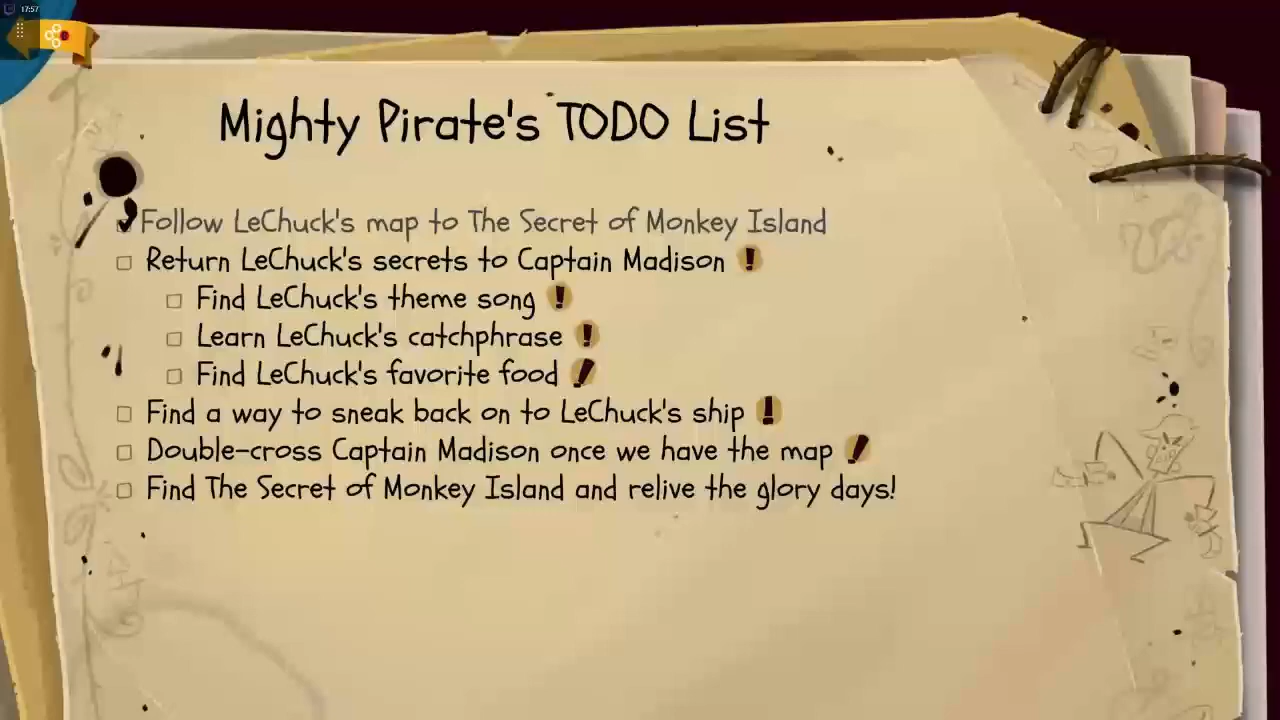 17:57
Mighty Pirate's TODO List
Follow LeChuck's map to The Secret of Monkey Island
Return LeChuck's secrets to Captain Madison !
Find LeChuck's theme song !
Learn LeChuck's catchphrase !
Find LeChuck's favorite food !
Find a way to sneak back on to LeChuck's ship !
Double-cross Captain Madison once we have the map !
Find The Secret of Monkey Island and relive the glory days!